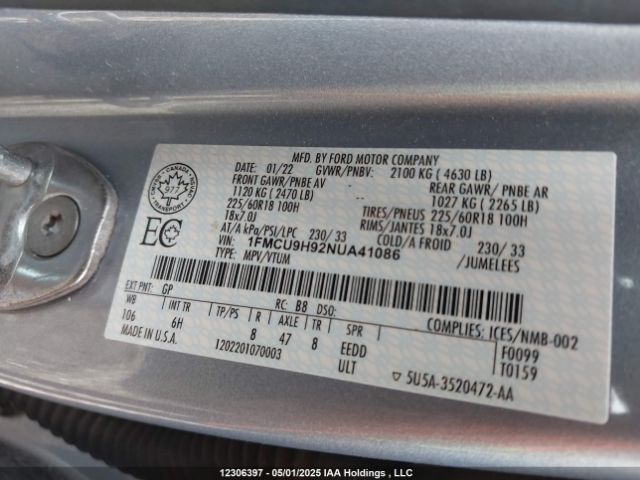 MFD. BY FORD MOTOR COMPANY
DATE: 01/22 GVWR/PNBV: 2100 KG ( 4630 LB)
FRONT GAWR/PNBE AV REAR GAWR/ PNBE AR
1120 KG ( 2470 LB) 1027 KG ( 2265 LB)
225/60R18 100H TIRES/PNEUS 225/60R18 100H
18x7.0J RIMS/JANTES 18x7.0J
AT/A kPa/PSI/LPC 230/ 33 COLD/A FROID 230/ 33
VIN: 1FMCU9H92NUA41086 /JUMELEES
TYPE: MPV/VTUM
CANADA
977
TRANSPORT
EC
EXT PNT: GP RC: B8 DSO: COMPLIES: ICES/NMB-002
WB INT TR TP/PS R AXLE TR SPR F0099
106 6H 8 47 8 EEDD T0159
MADE IN U.S.A. 1202201070003 ULT ▽ 5U5A-3520472-AA
12306397 - 05/01/2025 IAA Holdings , LLC